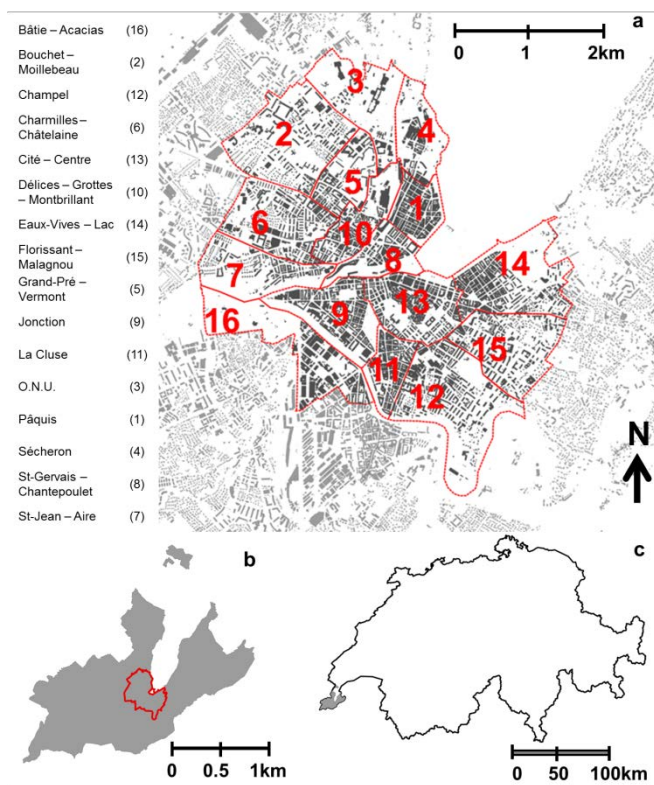 Bâtie – Acacias (16)
Bouchet –
Moillebeau (2)
Champel (12)
Charmilles–
Châtelaine (6)
Cité – Centre (13)
Délices – Grottes
– Montbrillant (10)
Eaux-Vives – Lac (14)
Florissant –
Malagnou (15)
Grand-Pré –
Vermont (5)
Jonction (9)
La Cluse (11)
O.N.U. (3)
Pâquis (1)
Sécheron (4)
St-Gervais –
Chantepoulet (8)
St-Jean – Aire (7)
a
0 1 2km
3
2
4
5
1
6
10
8
7
14
13
16
9
15
11
12
N
b
0 0.5 1km
c
0 50 100km